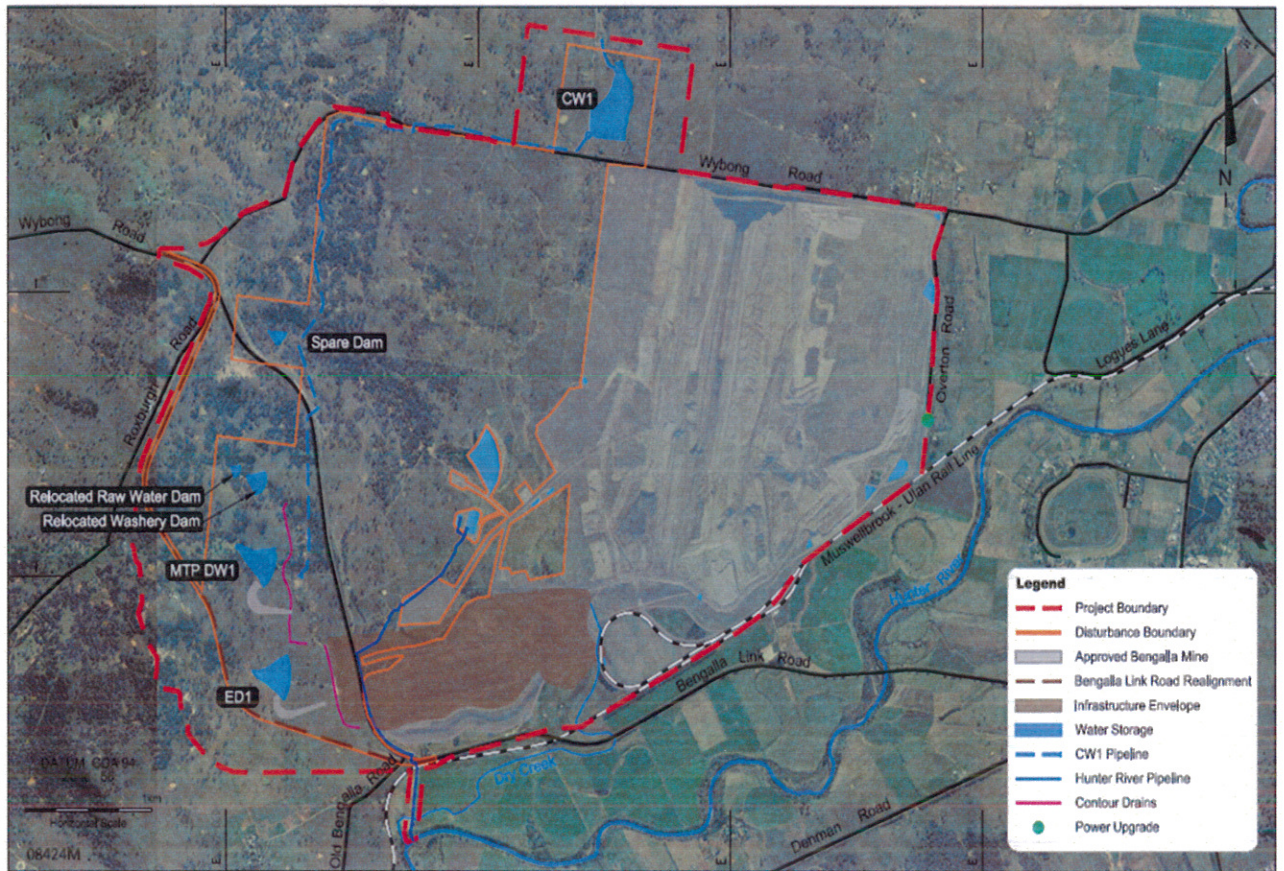 CW1
Wybong Road
N
Wybong Road
Spare Dam
Overton Road
Logues Lane
Roxburgh Road
Relocated Raw Water Dam
Relocated Washery Dam
MTP DW1
Muswellbrook - Ulan Rail Line
Hunter River
Bengalla Link Road
ED1
Old Bengalla Road
Dry Creek
Denman Road
Horizontal Scale
08424M
Legend
Project Boundary
Disturbance Boundary
Approved Bengalla Mine
Bengalla Link Road Realignment
Infrastructure Envelope
Water Storage
CW1 Pipeline
Hunter River Pipeline
Contour Drains
Power Upgrade